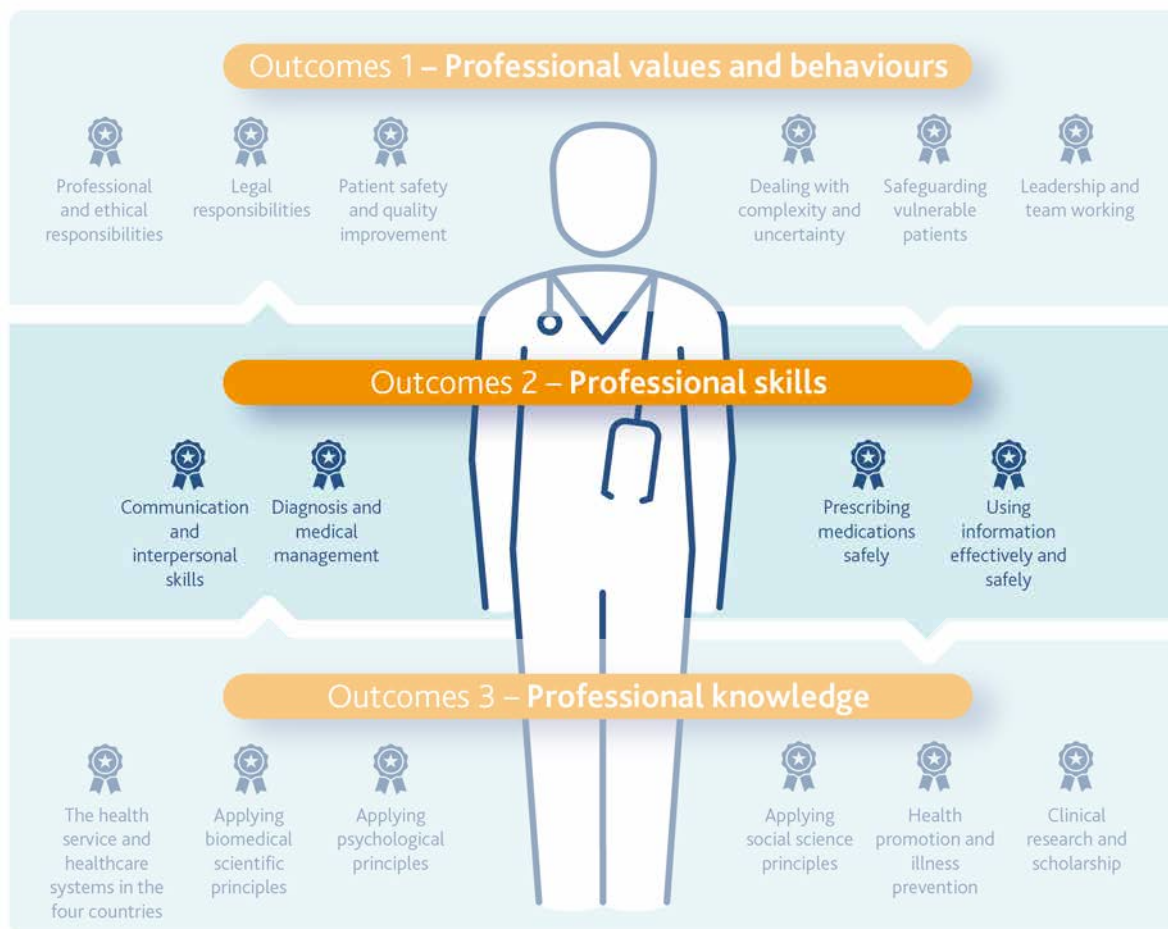 Outcomes 1 – Professional values and behaviours
Professional
and ethical
responsibilities
Legal
responsibilities
Patient safety
and quality
improvement
Dealing with
complexity and
uncertainty
Safeguarding
vulnerable
patients
Leadership and
team working
Outcomes 2 – Professional skills
Communication
and
interpersonal
skills
Diagnosis and
medical
management
Prescribing
medications
safely
Using
information
effectively and
safely
Outcomes 3 – Professional knowledge
The health
service and
healthcare
systems in the
four countries
Applying
biomedical
scientific
principles
Applying
psychological
principles
Applying
social science
principles
Health
promotion and
illness
prevention
Clinical
research and
scholarship